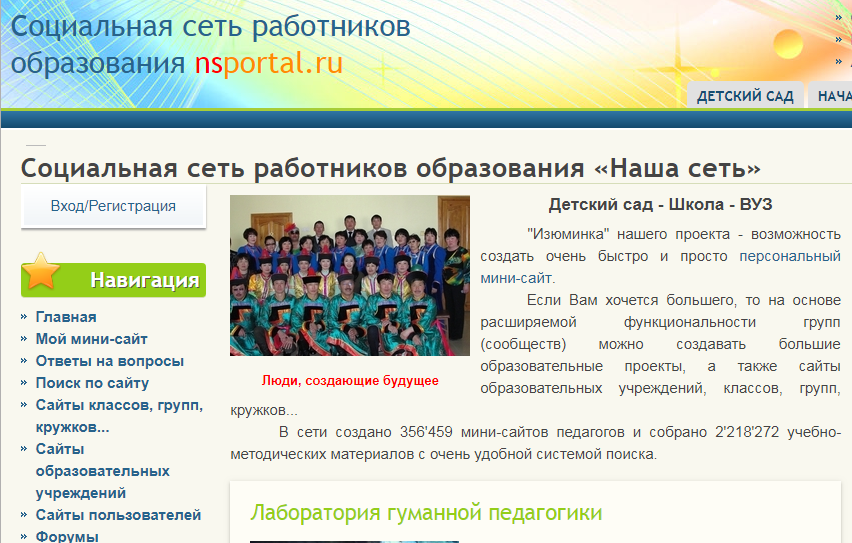 Социальная сеть работников
образования nsportal.ru
ДЕТСКИЙ САД
Социальная сеть работников образования «Наша сеть»
Вход/Регистрация
Навигация
Главная
Мой мини-сайт
Ответы на вопросы
Поиск по сайту
Сайты классов, групп,
кружков...
Сайты
образовательных
учреждений
Сайты пользователей
Форумы
Люди, создающие будущее
Детский сад - Школа - ВУЗ
"Изюминка" нашего проекта - возможность
создать очень быстро и просто персональный
мини-сайт.
Если Вам хочется большего, то на основе
расширяемой функциональности групп
(сообществ) можно создавать большие
образовательные проекты, а также сайты
образовательных учреждений, классов, групп,
кружков...
В сети создано 356'459 мини-сайтов педагогов и собрано 2'218'272 учебно-
методических материалов с очень удобной системой поиска.
Лаборатория гуманной педагогики